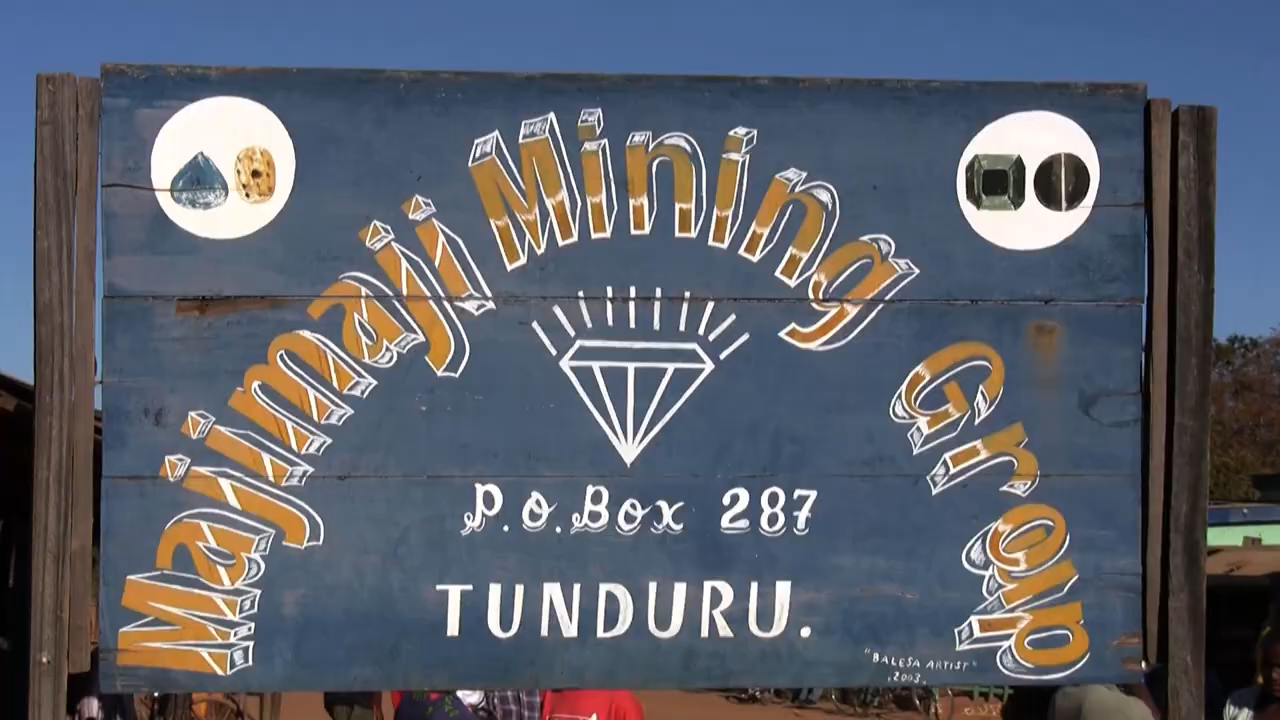 Majimaji Mining Group
P.O.Box 287
TUNDURU.
"BALESA ARTIST"
.2003.